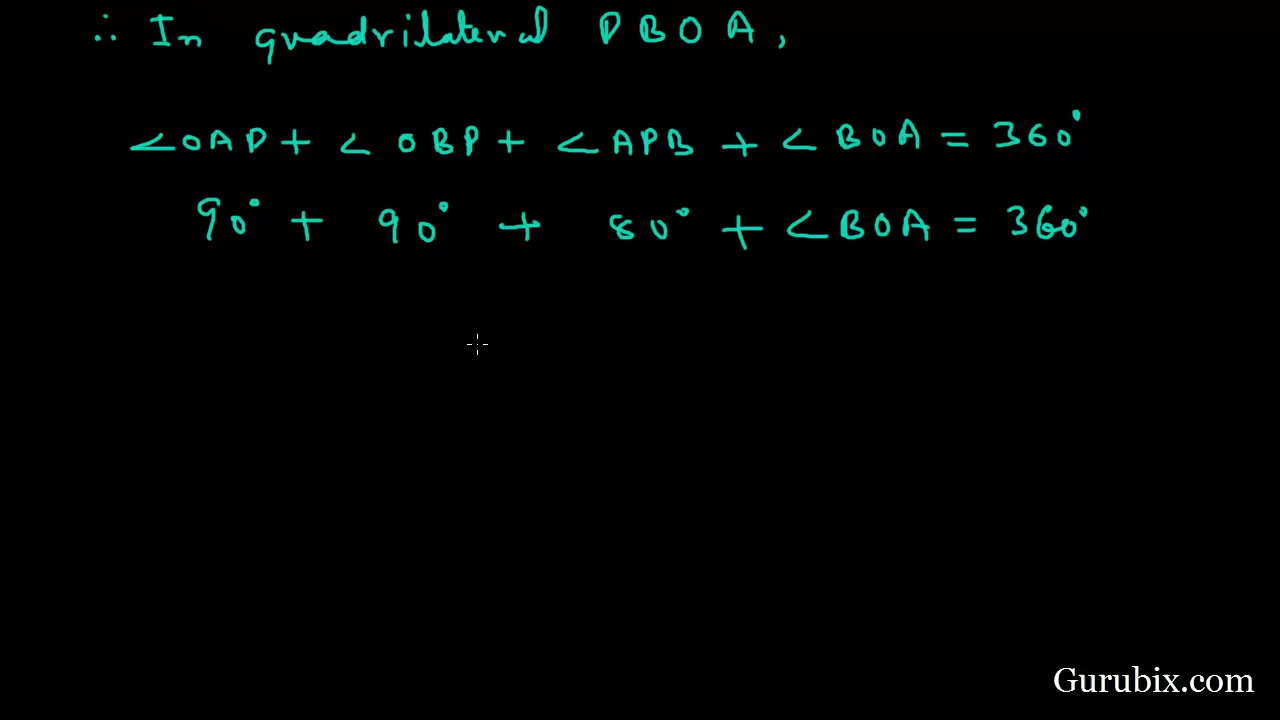 ∴ In quadrilateral PBOA,
∠OAP + ∠OBP + ∠APB + ∠BOA = 360°
90° + 90° + 80° + ∠BOA = 360°
Gurubix.com